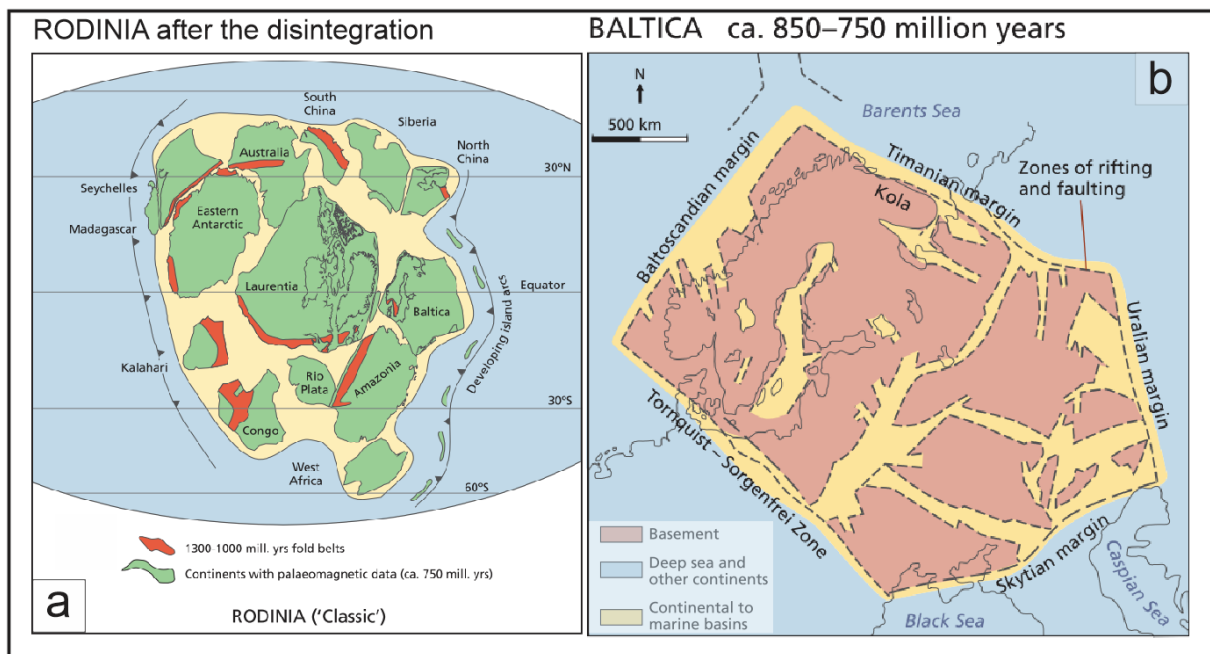 RODINIA after the disintegration
South
China
Siberia
North
China
Australia
30°N
Seychelles
Eastern
Antarctic
Madagascar
Laurentia
Equator
Baltica
Developing island arcs
Kalahari
Rio
Plata
Amazonia
30°S
Congo
West
Africa
60°S
1300-1000 mill. yrs fold belts
Continents with palaeomagnetic data (ca. 750 mill. yrs)
a
RODINIA ('Classic')
BALTICA ca. 850–750 million years
b
N
500 km
Barents Sea
Baltoscandian margin
Timanian margin
Zones of rifting
and faulting
Kola
Uralian margin
Tornquist – Sorgenfrei Zone
Skytian margin
Caspian Sea
Black Sea
Basement
Deep sea and
other continents
Continental to
marine basins